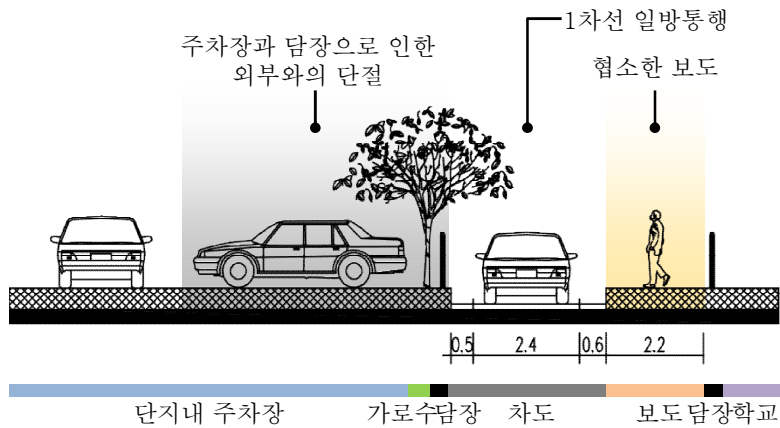 1차선 일방통행
주차장과 담장으로 인한
외부와의 단절
협소한 보도
0.5 2.4 0.6 2.2
단지내 주차장 가로수 담장 차도 보도 담장 학교